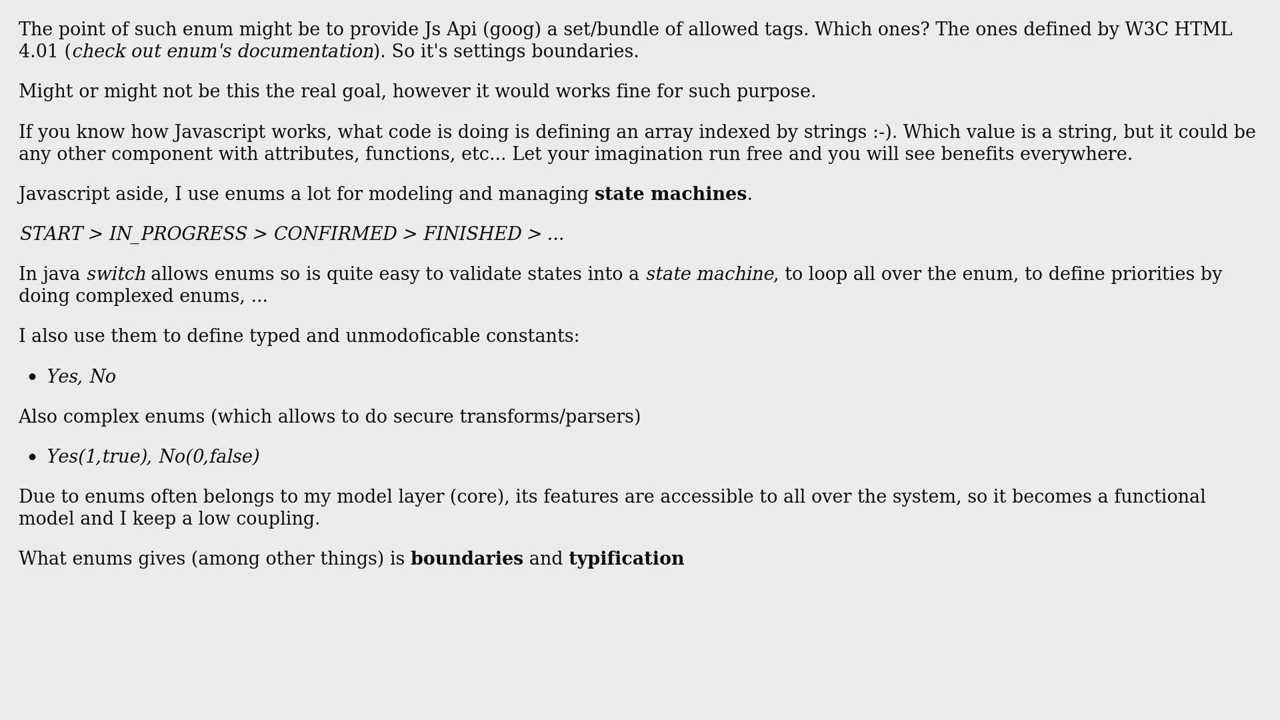 The point of such enum might be to provide Js Api (goog) a set/bundle of allowed tags. Which ones? The ones defined by W3C HTML
4.01 (check out enum's documentation). So it's settings boundaries.
Might or might not be this the real goal, however it would works fine for such purpose.
If you know how Javascript works, what code is doing is defining an array indexed by strings :-). Which value is a string, but it could be
any other component with attributes, functions, etc... Let your imagination run free and you will see benefits everywhere.
Javascript aside, I use enums a lot for modeling and managing state machines.
START > IN_PROGRESS > CONFIRMED > FINISHED > ...
In java switch allows enums so is quite easy to validate states into a state machine, to loop all over the enum, to define priorities by
doing complexed enums, ...
I also use them to define typed and unmodoficable constants:
• Yes, No
Also complex enums (which allows to do secure transforms/parsers)
• Yes(1,true), No(0,false)
Due to enums often belongs to my model layer (core), its features are accessible to all over the system, so it becomes a functional
model and I keep a low coupling.
What enums gives (among other things) is boundaries and typification